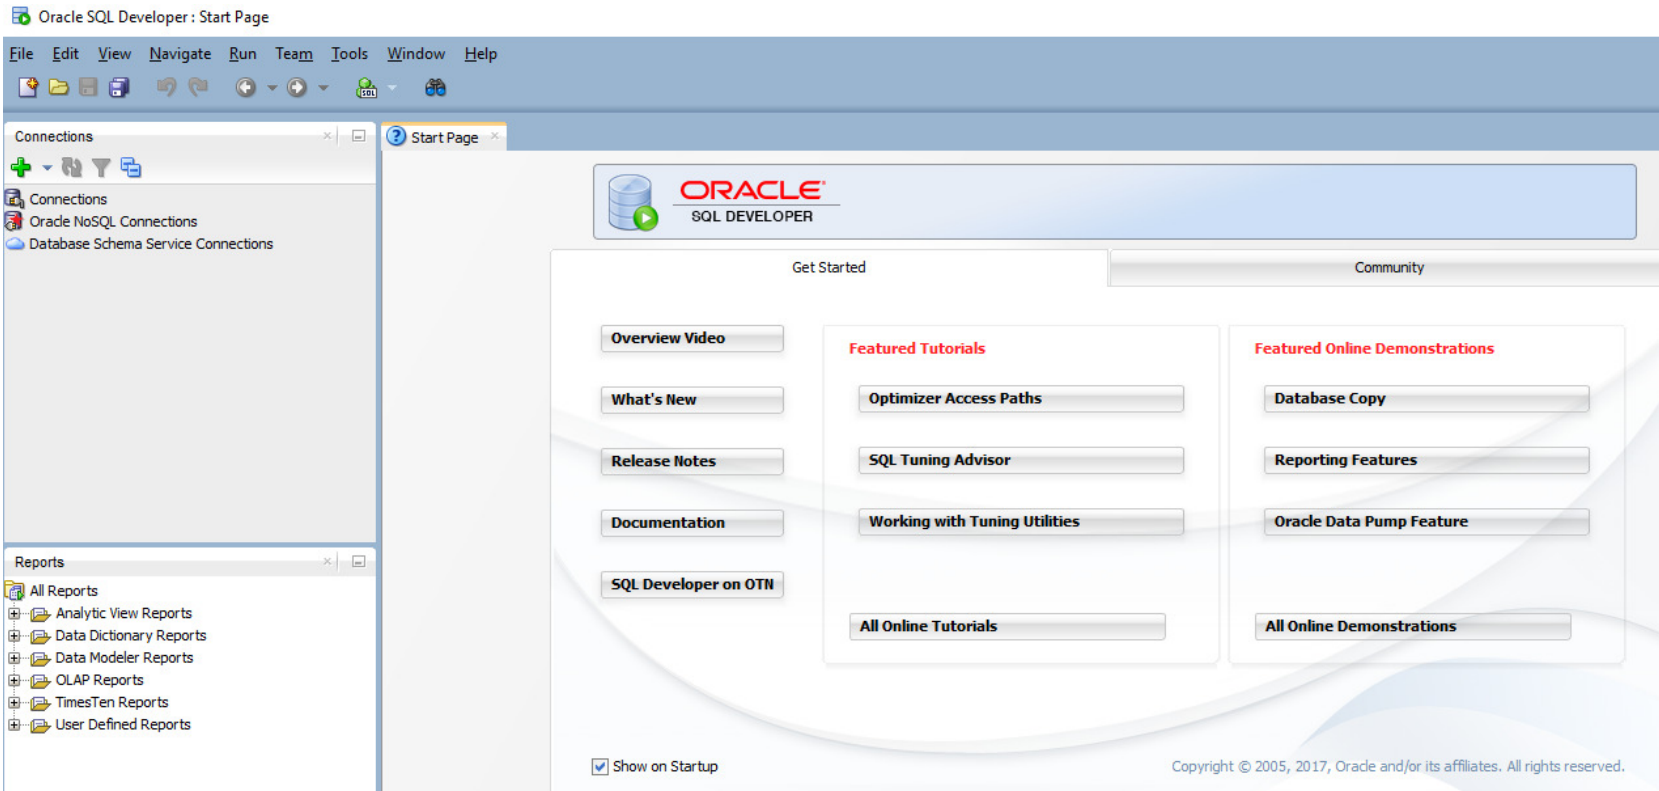 Oracle SQL Developer : Start Page
File Edit View Navigate Run Team Tools Window Help
SQL
Connections
Connections
Oracle NoSQL Connections
Database Schema Service Connections
Reports
All Reports
Analytic View Reports
Data Dictionary Reports
Data Modeler Reports
OLAP Reports
TimesTen Reports
User Defined Reports
Start Page
ORACLE
SQL DEVELOPER
Get Started
Community
Overview Video
What's New
Release Notes
Documentation
SQL Developer on OTN
Featured Tutorials
Optimizer Access Paths
SQL Tuning Advisor
Working with Tuning Utilities
All Online Tutorials
Featured Online Demonstrations
Database Copy
Reporting Features
Oracle Data Pump Feature
All Online Demonstrations
Show on Startup
Copyright © 2005, 2017, Oracle and/or its affiliates. All rights reserved.